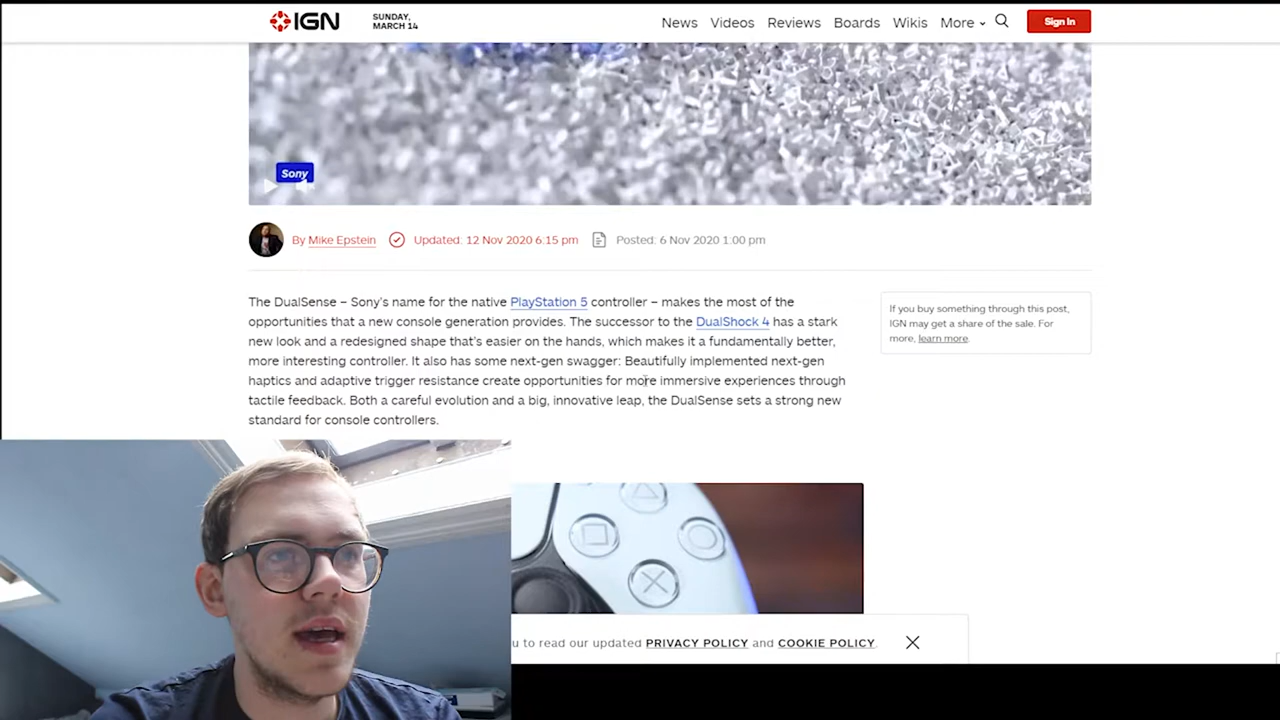 IGN
SUNDAY,
MARCH 14
News Videos Reviews Boards Wikis More
Sign In
Sony
By Mike Epstein Updated: 12 Nov 2020 6:15 pm Posted: 6 Nov 2020 1:00 pm
The DualSense – Sony's name for the native PlayStation 5 controller – makes the most of the
opportunities that a new console generation provides. The successor to the DualShock 4 has a stark
new look and a redesigned shape that's easier on the hands, which makes it a fundamentally better,
more interesting controller. It also has some next-gen swagger: Beautifully implemented next-gen
haptics and adaptive trigger resistance create opportunities for more immersive experiences through
tactile feedback. Both a careful evolution and a big, innovative leap, the DualSense sets a strong new
standard for console controllers.
If you buy something through this post,
IGN may get a share of the sale. For
more, learn more.
u to read our updated PRIVACY POLICY and COOKIE POLICY.